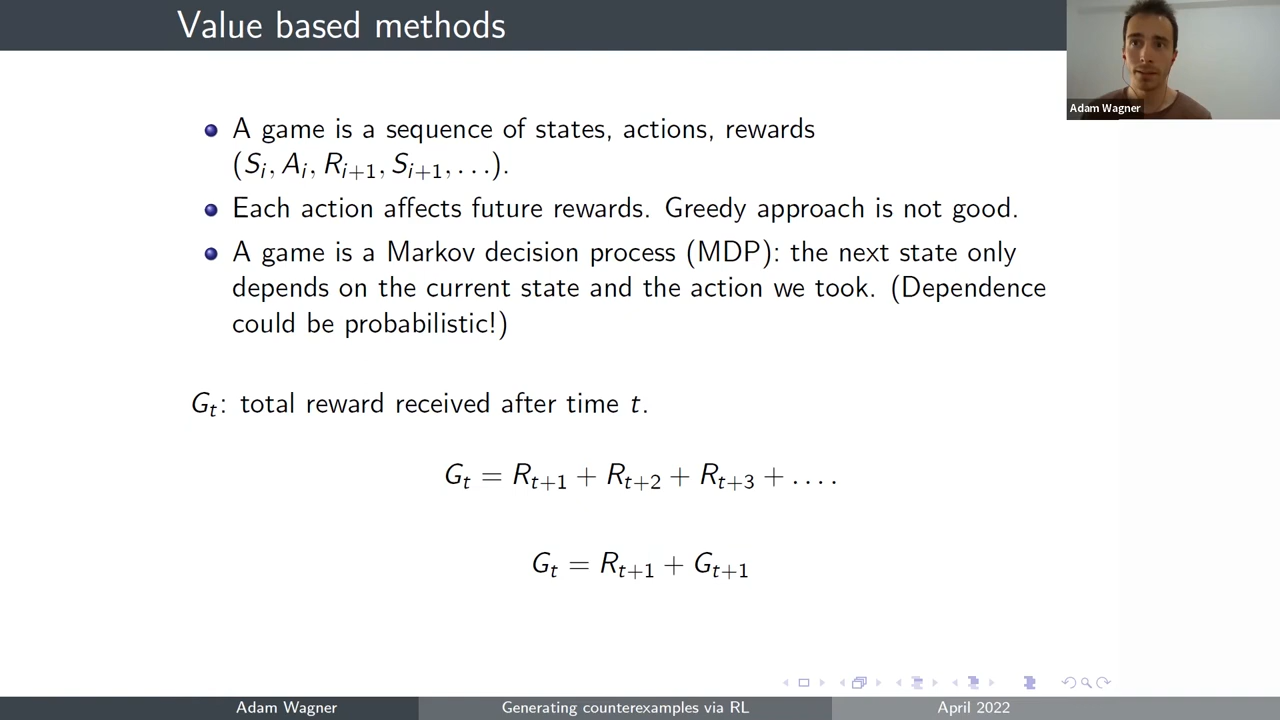 Value based methods
Adam Wagner
A game is a sequence of states, actions, rewards
(S_i, A_i, R_{i+1}, S_{i+1}, ...).
Each action affects future rewards. Greedy approach is not good.
A game is a Markov decision process (MDP): the next state only
depends on the current state and the action we took. (Dependence
could be probabilistic!)
G_t: total reward received after time t.
G_t = R_{t+1} + R_{t+2} + R_{t+3} + ....
G_t = R_{t+1} + G_{t+1}
Adam Wagner Generating counterexamples via RL April 2022